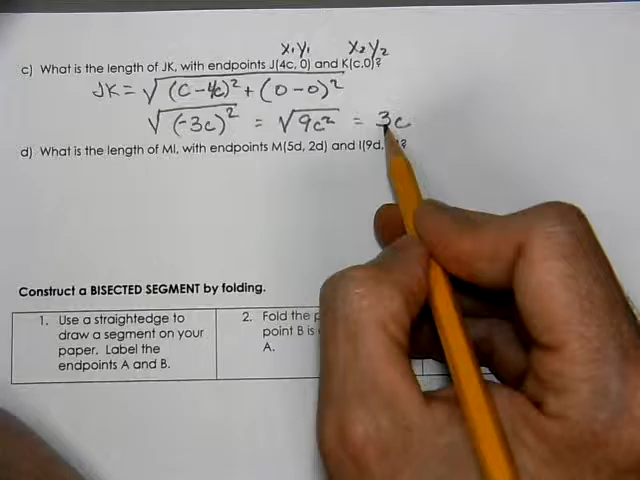 X₁Y₁ X₂Y₂
c) What is the length of JK, with endpoints J(4c, 0) and K(c,0)?
JK = √(c-4c)² + (0-0)²
√(-3c)² = √9c² = 3c
d) What is the length of MI, with endpoints M(5d, 2d) and I(9d,
Construct a BISECTED SEGMENT by folding.
1. Use a straightedge to
draw a segment on your
paper. Label the
endpoints A and B.
2. Fold the
point B is
A.